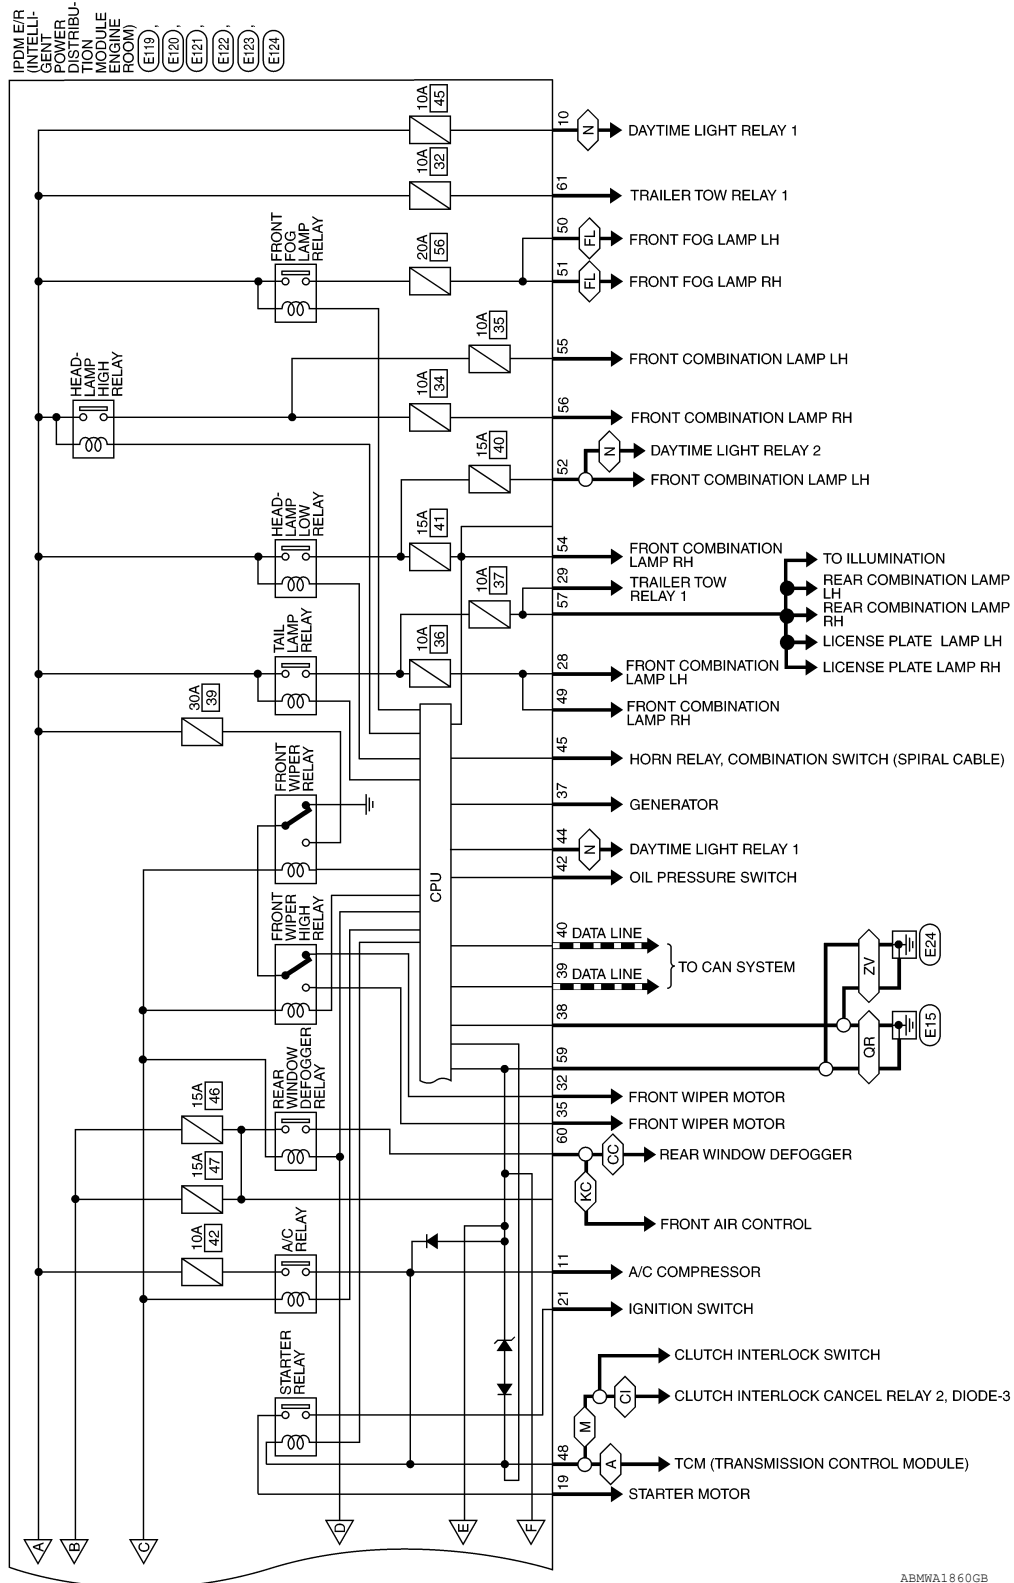 IPDM E/R
(INTELLI-
GENT
POWER
DISTRIBU-
TION
MODULE
ENGINE
ROOM)
E119 ,
E120 ,
E121 ,
E122 ,
E123 ,
E124
10A
45
10
N
DAYTIME LIGHT RELAY 1
10A
32
61
TRAILER TOW RELAY 1
FRONT
FOG
LAMP
RELAY
20A
56
50
FL
FRONT FOG LAMP LH
51
FL
FRONT FOG LAMP RH
HEAD-
LAMP
HIGH
RELAY
10A
35
55
FRONT COMBINATION LAMP LH
10A
34
56
FRONT COMBINATION LAMP RH
15A
40
52
N
DAYTIME LIGHT RELAY 2
FRONT COMBINATION LAMP LH
HEAD-
LAMP
LOW
RELAY
15A
41
54
FRONT COMBINATION
LAMP RH
10A
37
29
TRAILER TOW
RELAY 1
57
TO ILLUMINATION
REAR COMBINATION LAMP
LH
REAR COMBINATION LAMP
RH
LICENSE PLATE LAMP LH
LICENSE PLATE LAMP RH
TAIL
LAMP
RELAY
10A
36
28
FRONT COMBINATION
LAMP LH
49
FRONT COMBINATION
LAMP RH
30A
39
FRONT
WIPER
RELAY
CPU
45
HORN RELAY, COMBINATION SWITCH (SPIRAL CABLE)
37
GENERATOR
44
N
DAYTIME LIGHT RELAY 1
42
OIL PRESSURE SWITCH
FRONT
WIPER
HIGH
RELAY
40
DATA LINE
39
DATA LINE
TO CAN SYSTEM
ZV
E24
38
QR
E15
59
REAR
WINDOW
DEFOGGER
RELAY
32
FRONT WIPER MOTOR
35
FRONT WIPER MOTOR
15A
46
60
CC
REAR WINDOW DEFOGGER
KC
FRONT AIR CONTROL
15A
47
10A
42
A/C
RELAY
11
A/C COMPRESSOR
21
IGNITION SWITCH
STARTER
RELAY
CLUTCH INTERLOCK SWITCH
CI
CLUTCH INTERLOCK CANCEL RELAY 2, DIODE-3
M
48
A
TCM (TRANSMISSION CONTROL MODULE)
19
STARTER MOTOR
A
B
C
D
E
F
ABMWA1860GB